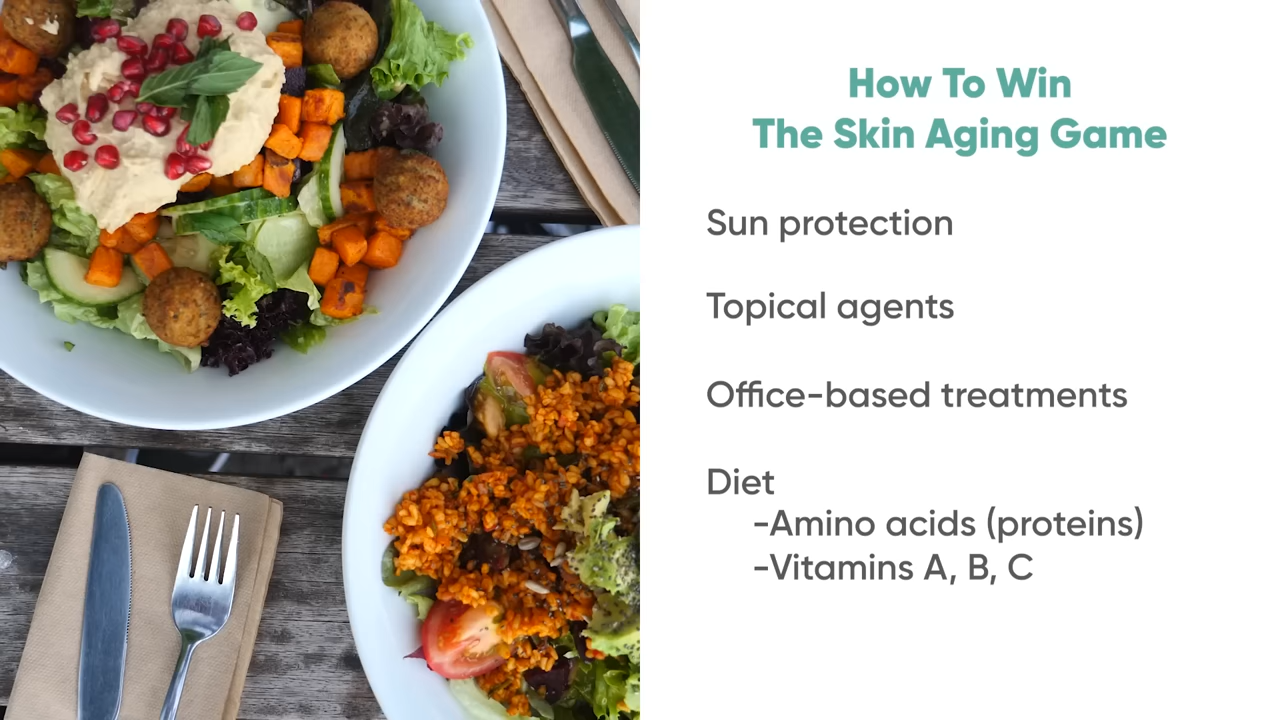 How To Win
The Skin Aging Game
Sun protection
Topical agents
Office-based treatments
Diet
-Amino acids (proteins)
-Vitamins A, B, C